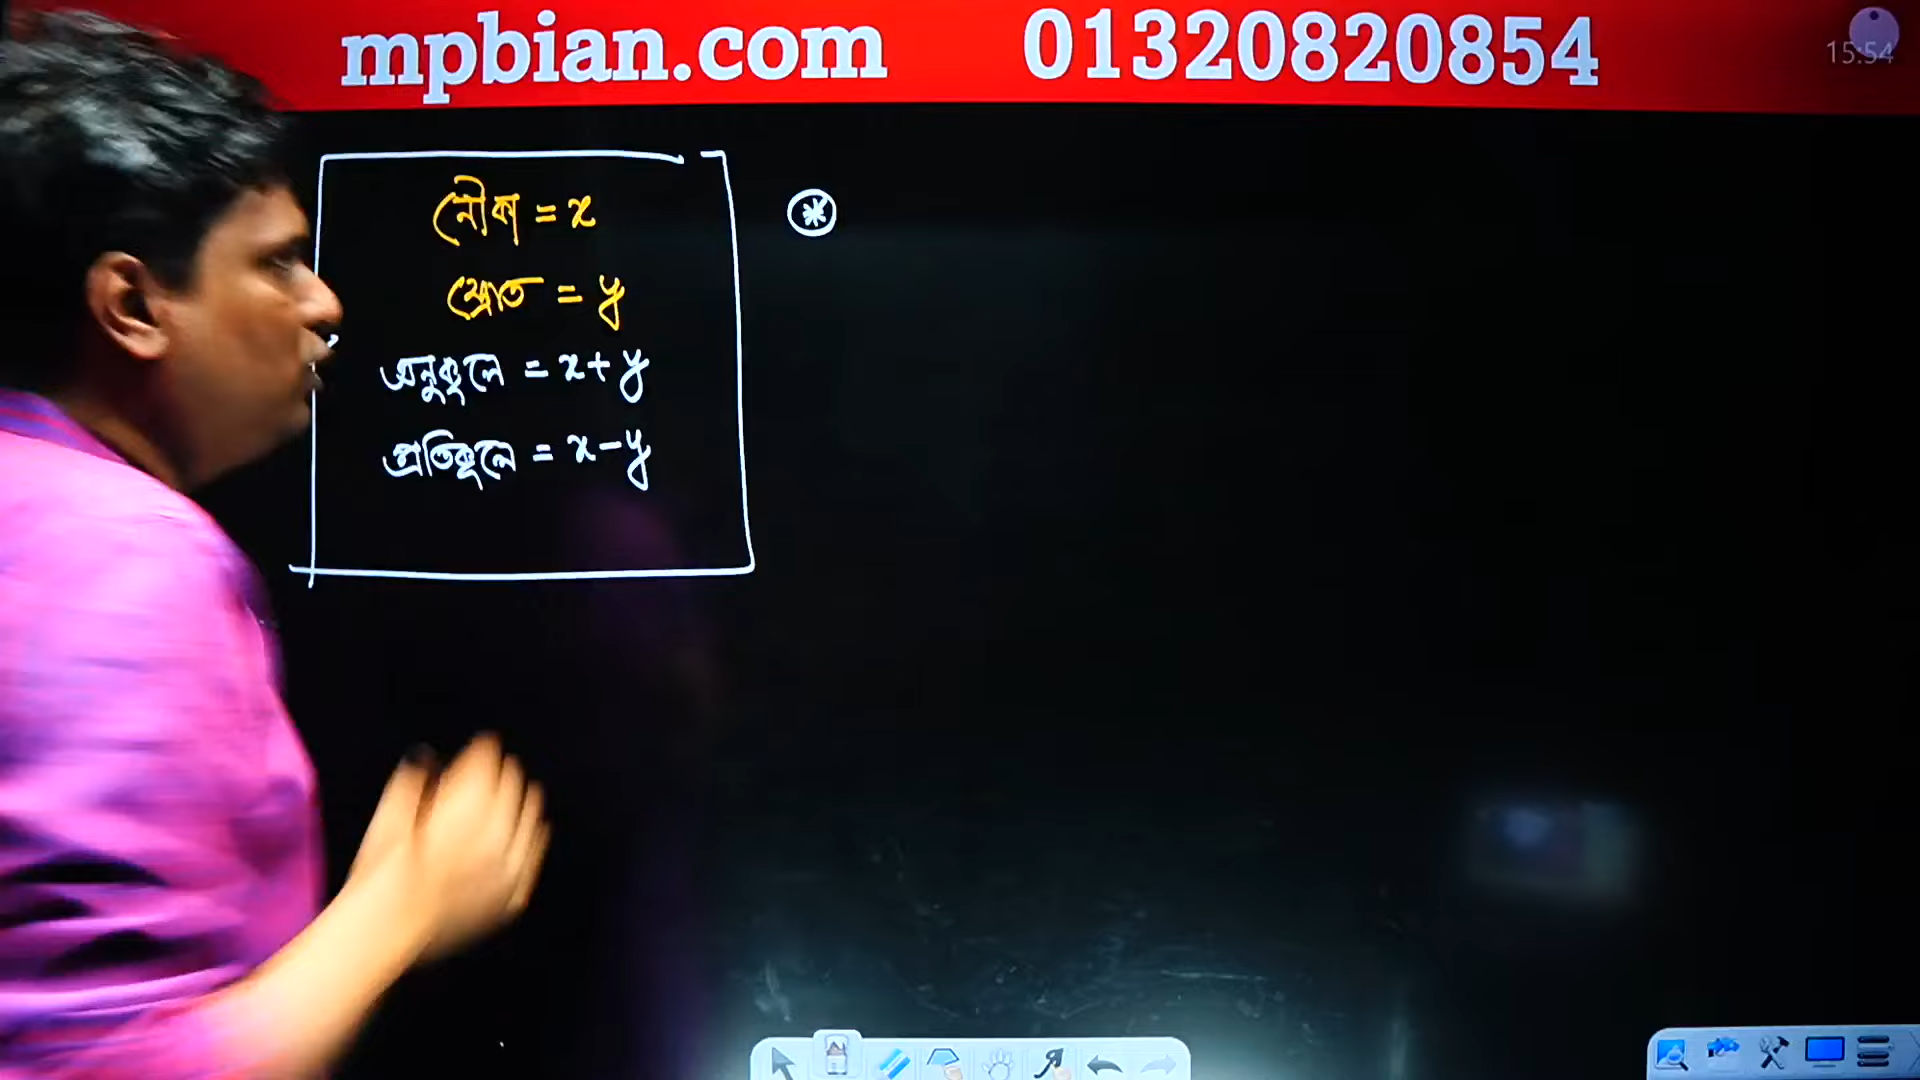 mpbian.com 01320820854
15:54
নৌকা = x
স্রোত = y
অনুকূলে = x + y
প্রতিকূলে = x - y